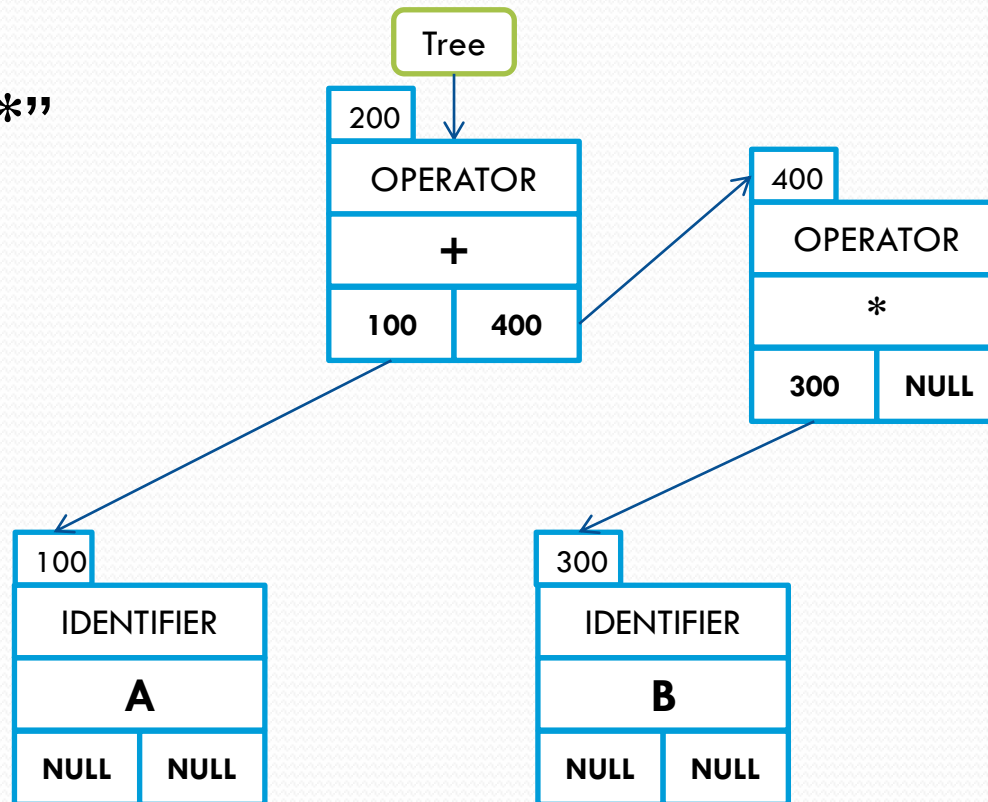 *”
Tree
200
OPERATOR
+
100 400
400
OPERATOR
*
300 NULL
100
IDENTIFIER
A
NULL NULL
300
IDENTIFIER
B
NULL NULL